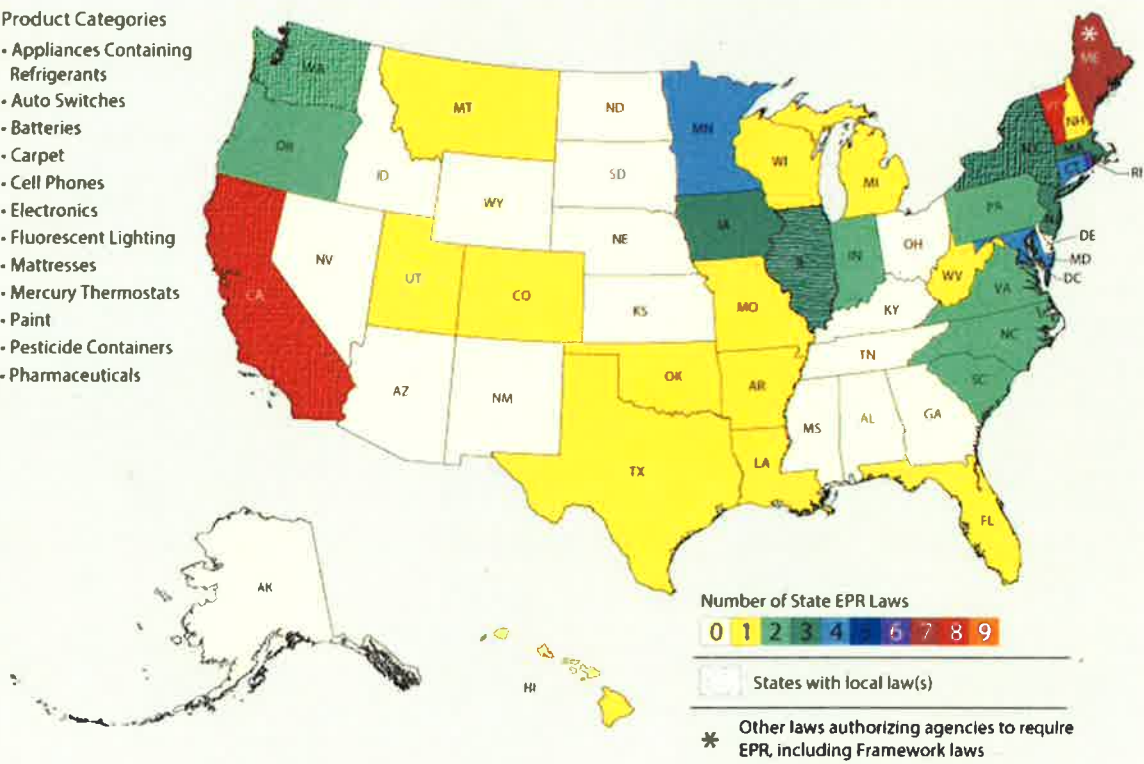 Product Categories
• Appliances Containing
Refrigerants
• Auto Switches
• Batteries
• Carpet
• Cell Phones
• Electronics
• Fluorescent Lighting
• Mattresses
• Mercury Thermostats
• Paint
• Pesticide Containers
• Pharmaceuticals
WA
MT
ND
MN
ME
*
VT
NH
OR
ID
SD
WI
MI
MA
CT
RI
WY
IA
PA
NE
NV
UT
CO
IN
OH
NJ
DE
MD
DC
WV
VA
CA
KS
MO
KY
NC
TN
AZ
NM
OK
AR
SC
MS
AL
GA
TX
LA
FL
AK
HI
Number of State EPR Laws
0 1 2 3 4 5 6 7 8 9
States with local law(s)
* Other laws authorizing agencies to require
EPR, including Framework laws